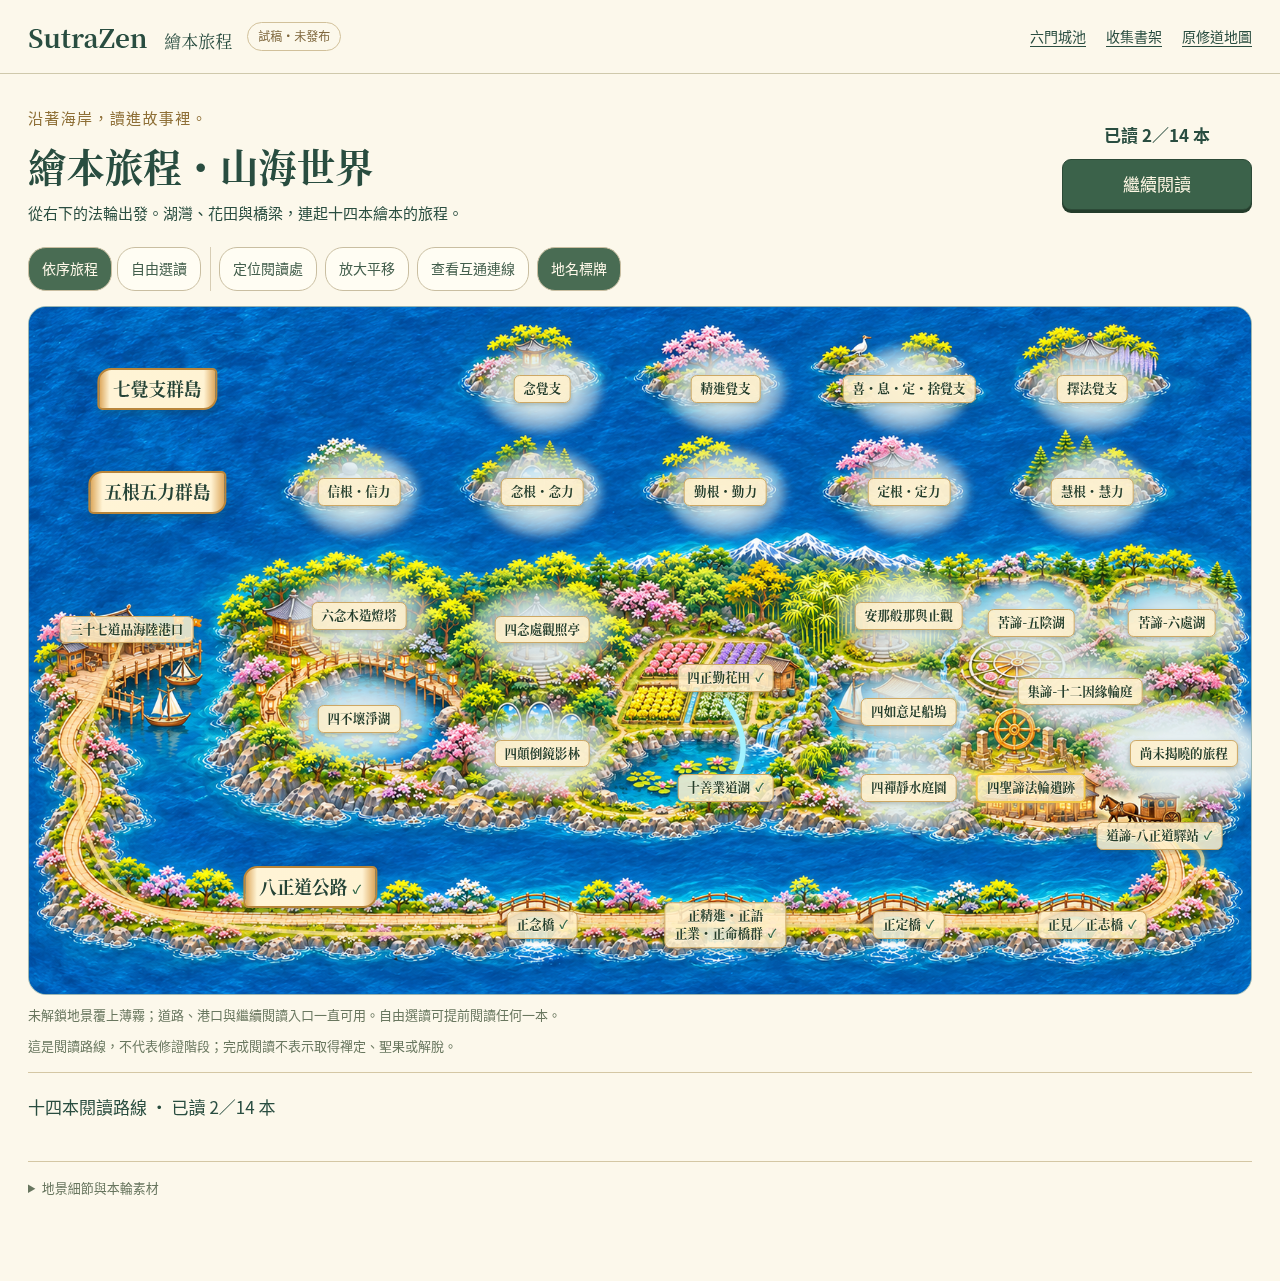 SutraZen 繪本旅程 試稿・未發布 六門城池 收集書架 原修道地圖
沿著海岸，讀進故事裡。
繪本旅程・山海世界
從右下的法輪出發。湖灣、花田與橋梁，連起十四本繪本的旅程。
已讀 2／14 本
繼續閱讀
依序旅程 自由選讀 定位閱讀處 放大平移 查看互通連線 地名標牌
七覺支群島 念覺支 精進覺支 喜・息・定・捨覺支 擇法覺支
五根五力群島 信根・信力 念根・念力 勤根・勤力 定根・定力 慧根・慧力
三十七道品海陸港口 六念木造燈塔 四念處觀照亭 安那般那與止觀 苦諦-五陰湖 苦諦-六處湖
四正勤花田 ✓
集諦-十二因緣輪庭
四不壞淨湖 四如意足船塢
四顛倒鏡影林 尚未揭曉的旅程
十善業道湖 ✓ 四禪靜水庭園 四聖諦法輪遺跡
道諦-八正道驛站 ✓
八正道公路 ✓
正念橋 ✓
正精進・正語
正業・正命橋群 ✓
正定橋 ✓
正見／正志橋 ✓
未解鎖地景覆上薄霧；道路、港口與繼續閱讀入口一直可用。自由選讀可提前閱讀任何一本。
這是閱讀路線，不代表修證階段；完成閱讀不表示取得禪定、聖果或解脫。
十四本閱讀路線 ・ 已讀 2／14 本
▶ 地景細節與本輪素材